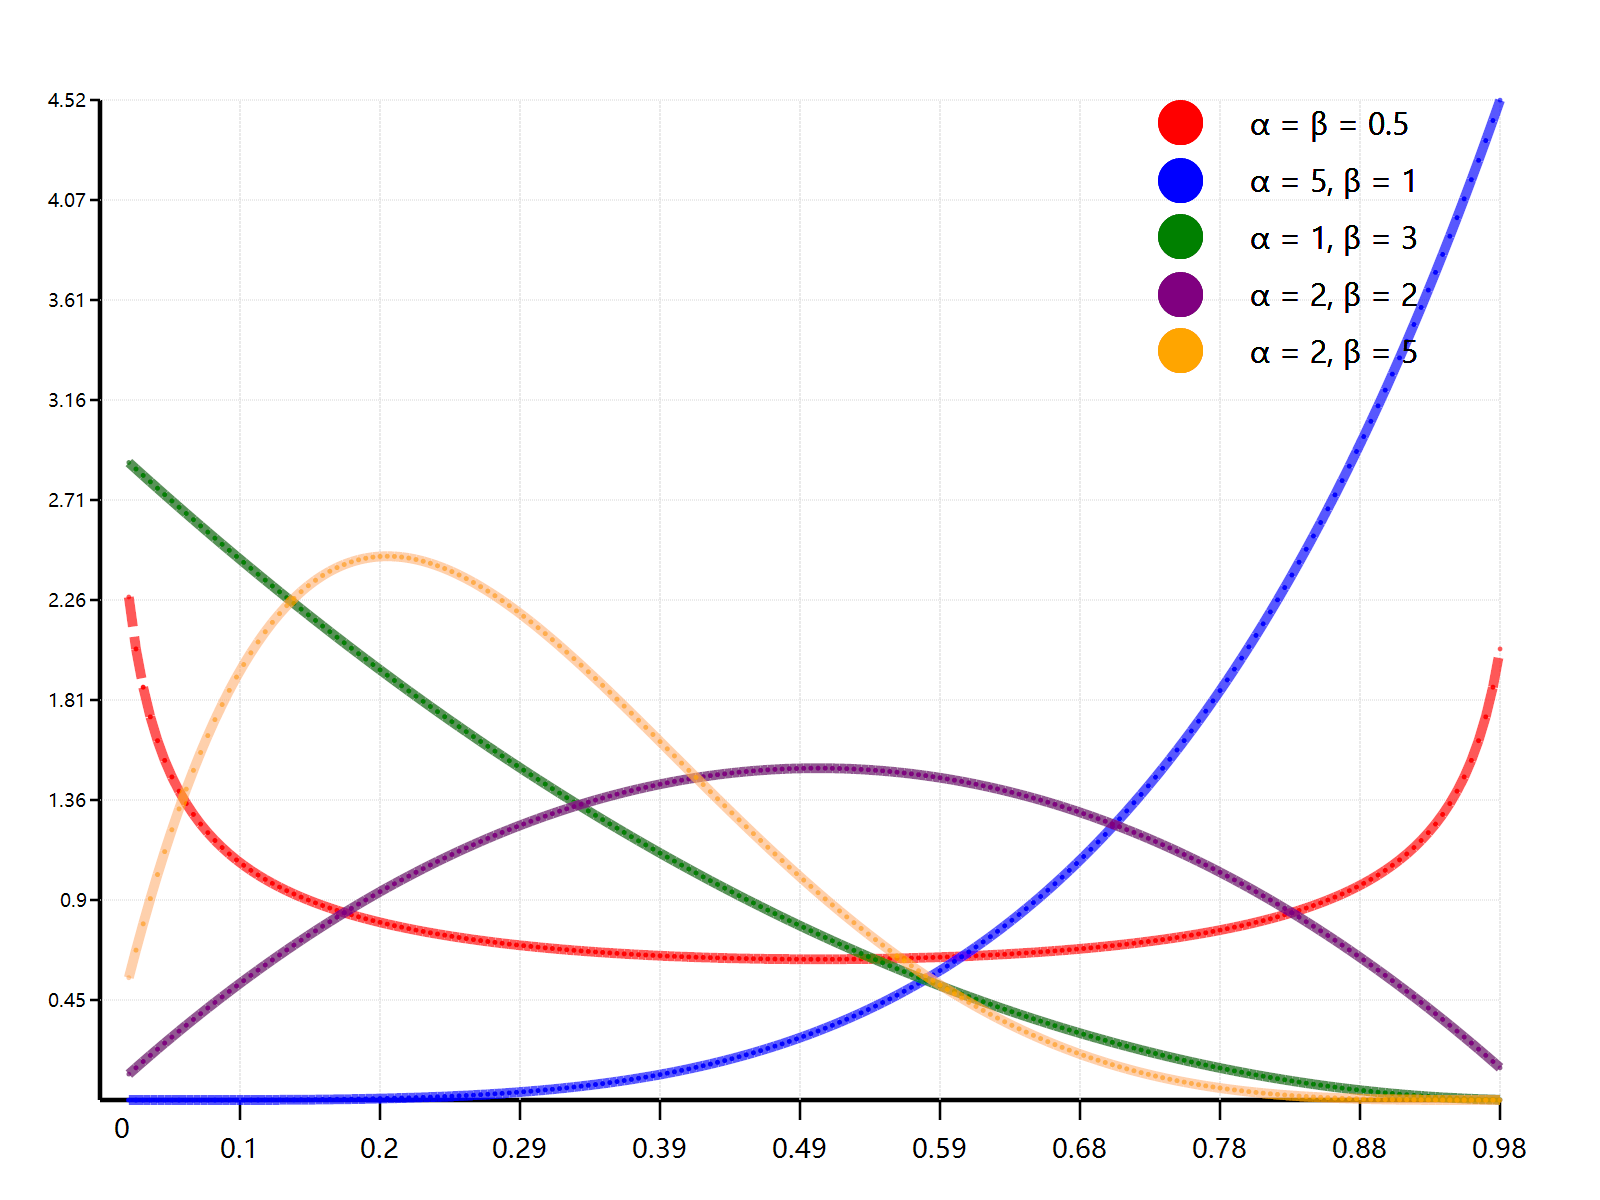 4.52
4.07
3.61
3.16
2.71
2.26
1.81
1.36
0.9
0.45
α = β = 0.5
α = 5, β = 1
α = 1, β = 3
α = 2, β = 2
α = 2, β = 5
0 0.1 0.2 0.29 0.39 0.49 0.59 0.68 0.78 0.88 0.98